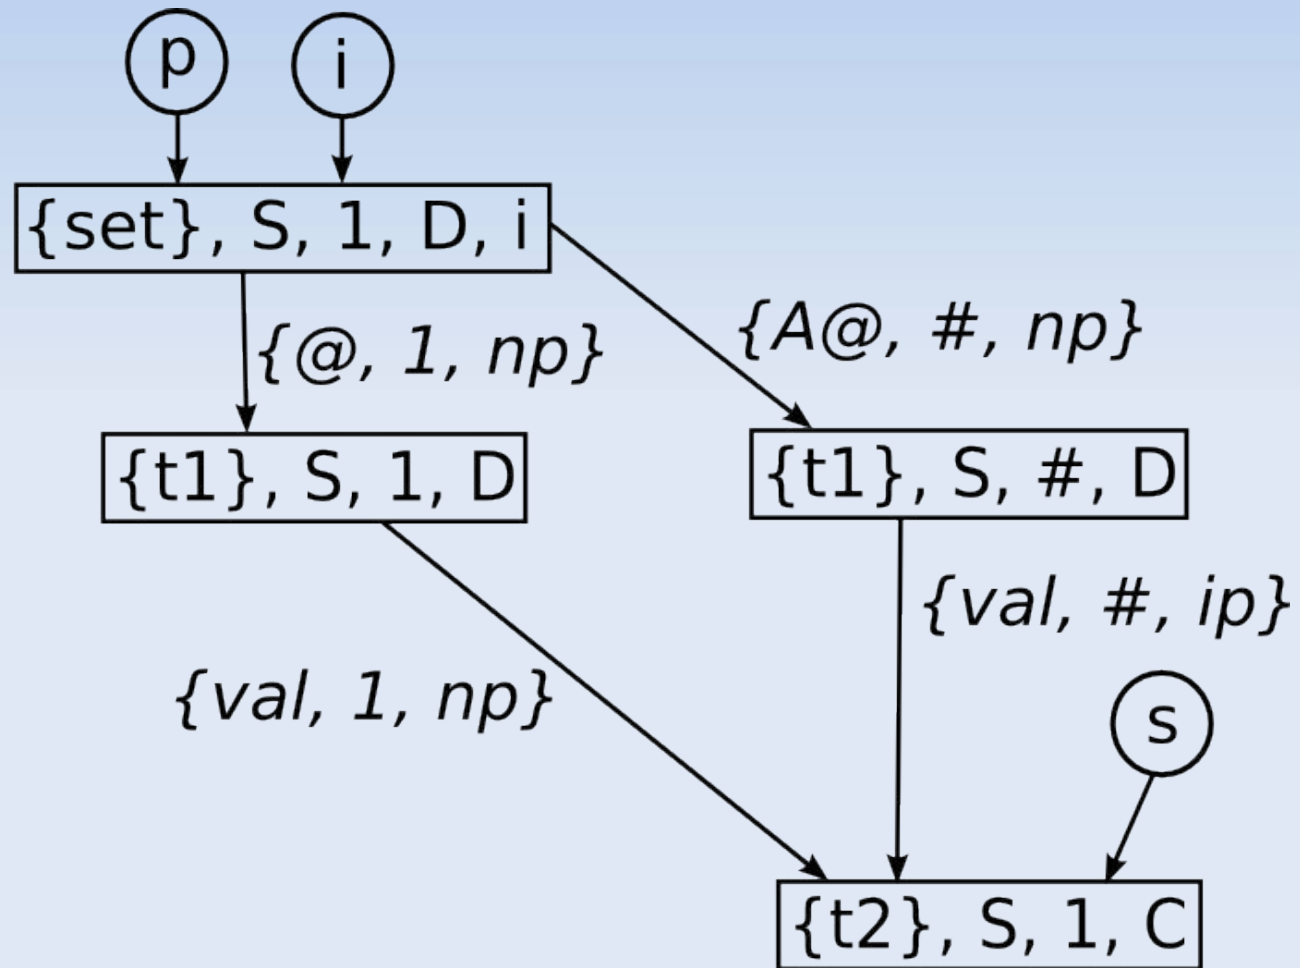 p
i
{set}, S, 1, D, i
{@, 1, np}
{A@, #, np}
{t1}, S, 1, D
{t1}, S, #, D
{val, #, ip}
{val, 1, np}
s
{t2}, S, 1, C